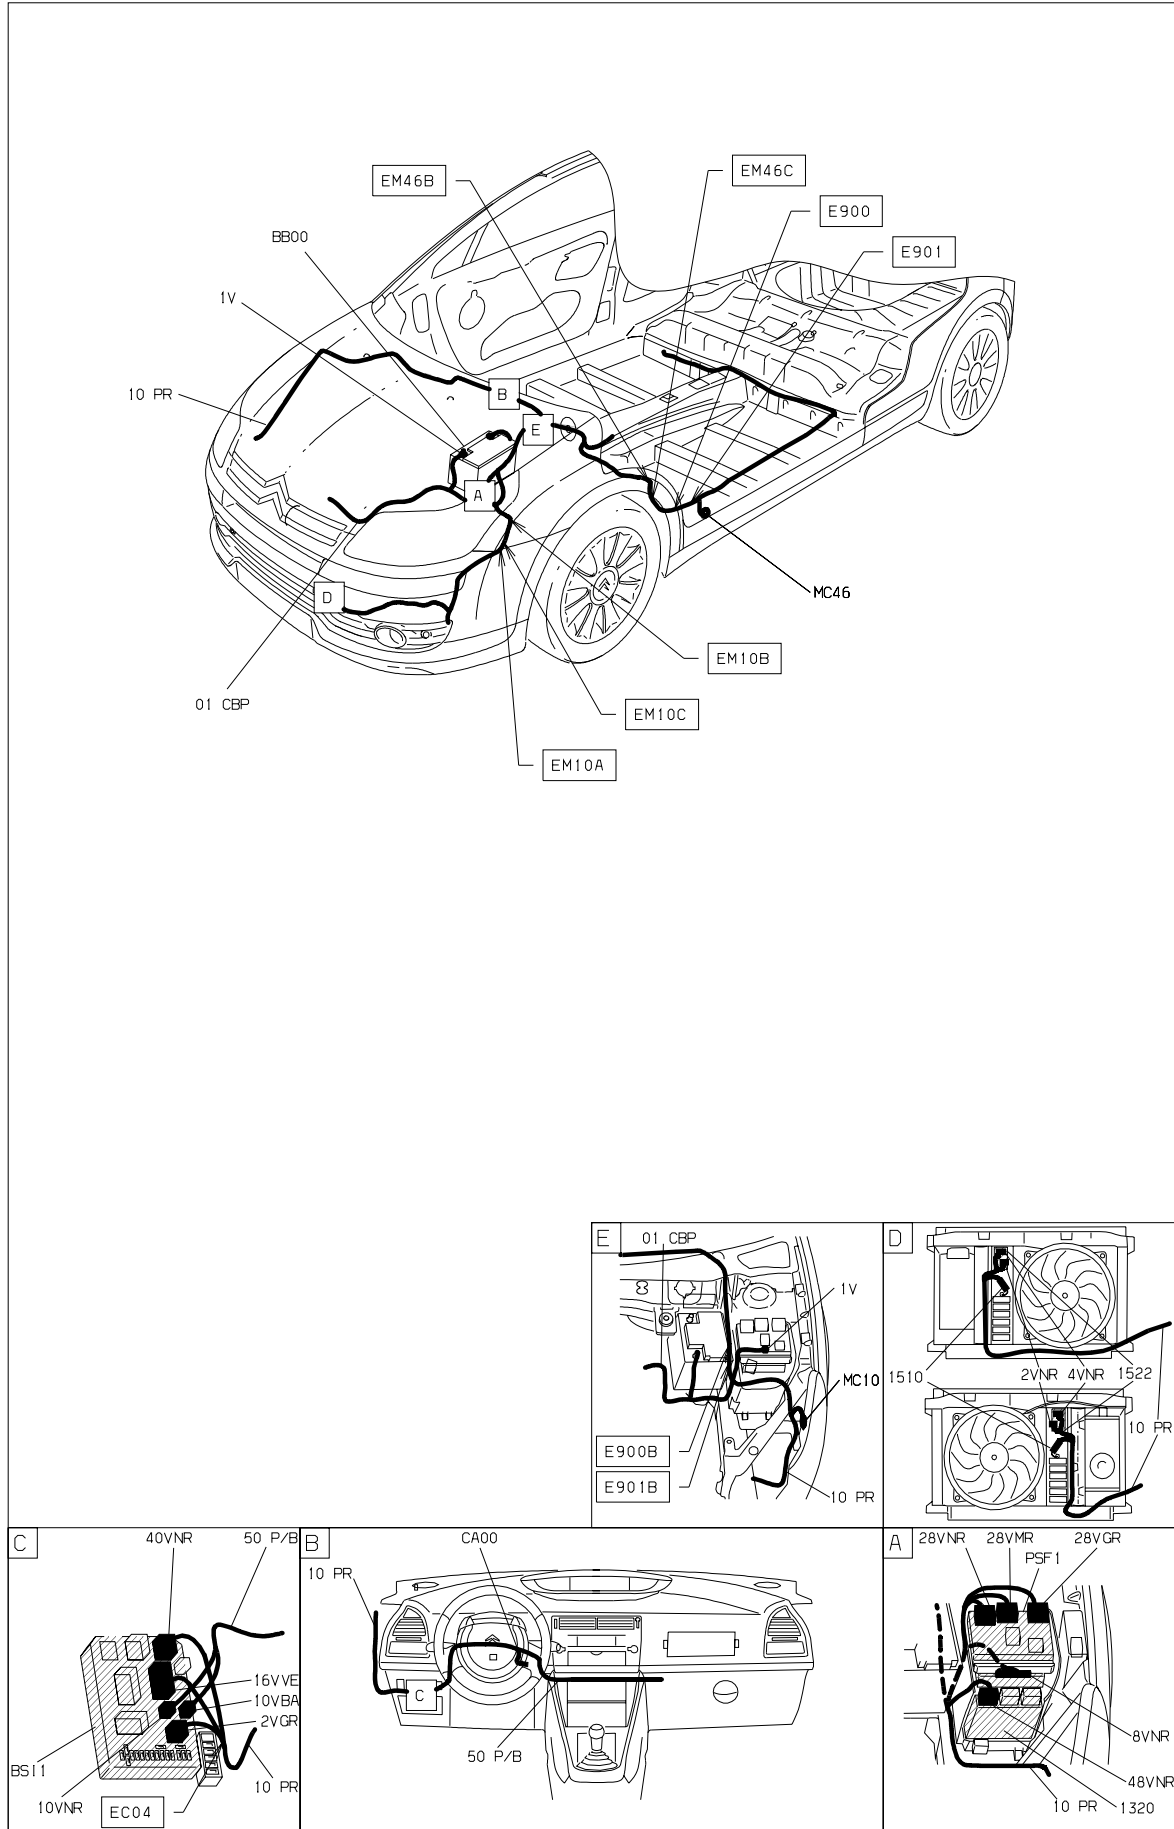 EM46B
EM46C
E900
BB00
E901
1V
10 PR
B
E
A
MC46
D
EM10B
01 CBP
EM10C
EM10A
E
01 CBP
1V
MC10
E900B
E901B
10 PR
D
1510
2VNR 4VNR 1522
10 PR
C
40VNR
50 P/B
16VVE
10VBA
2VGR
BSI1
10VNR
EC04
10 PR
B
CA00
10 PR
C
50 P/B
A
28VNR 28VMR 28VGR
PSF1
8VNR
48VNR
10 PR
1320